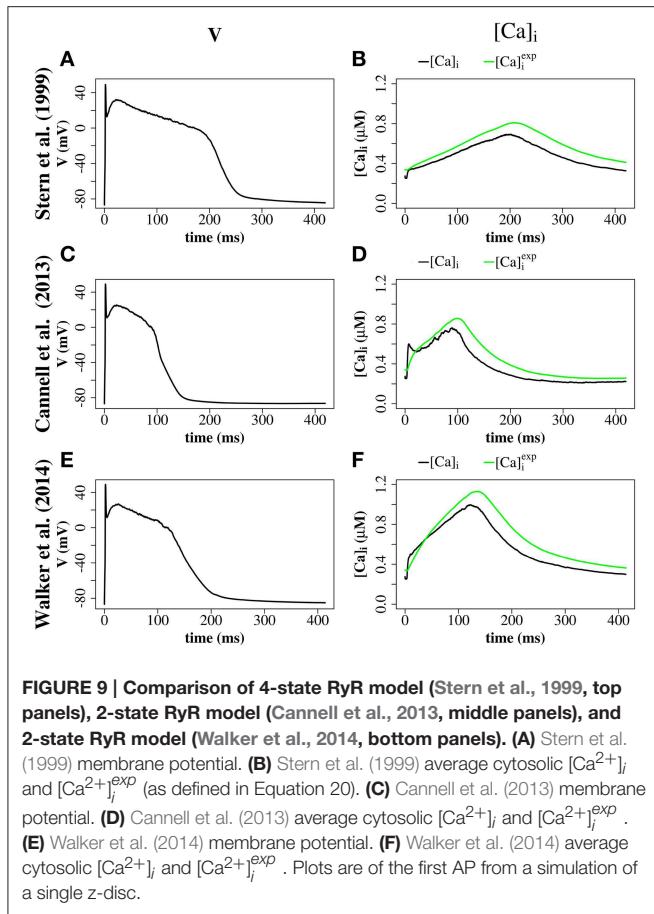 V [Ca]i
A
Stern et al. (1999)
V (mV)
40
0
-40
-80
0 100 200 300 400
time (ms)
B
[Ca]i [Ca]i^exp
[Ca]i (μM)
1.2
0.8
0.4
0.0
0 100 200 300 400
time (ms)
C
Cannell et al. (2013)
V (mV)
40
0
-40
-80
0 100 200 300 400
time (ms)
D
[Ca]i [Ca]i^exp
[Ca]i (μM)
1.2
0.8
0.4
0.0
0 100 200 300 400
time (ms)
E
Walker et al. (2014)
V (mV)
40
0
-40
-80
0 100 200 300 400
time (ms)
F
[Ca]i [Ca]i^exp
[Ca]i (μM)
1.2
0.8
0.4
0.0
0 100 200 300 400
time (ms)
FIGURE 9 | Comparison of 4-state RyR model (Stern et al., 1999, top
panels), 2-state RyR model (Cannell et al., 2013, middle panels), and
2-state RyR model (Walker et al., 2014, bottom panels). (A) Stern et al.
(1999) membrane potential. (B) Stern et al. (1999) average cytosolic [Ca2+]i
and [Ca2+]i^exp (as defined in Equation 20). (C) Cannell et al. (2013) membrane
potential. (D) Cannell et al. (2013) average cytosolic [Ca2+]i and [Ca2+]i^exp .
(E) Walker et al. (2014) membrane potential. (F) Walker et al. (2014) average
cytosolic [Ca2+]i and [Ca2+]i^exp . Plots are of the first AP from a simulation of
a single z-disc.